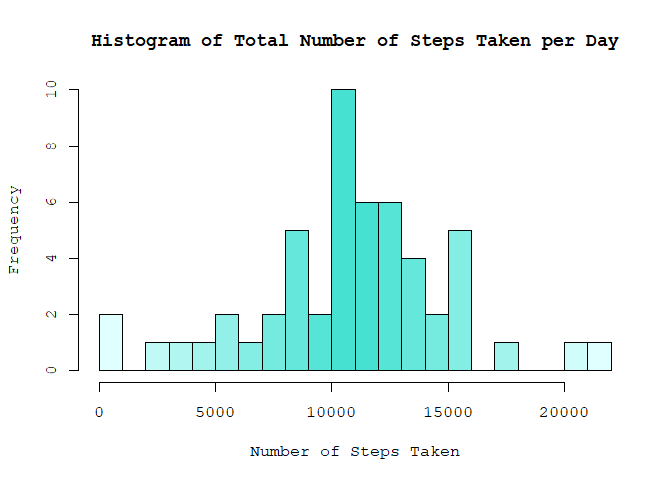 Histogram of Total Number of Steps Taken per Day
Frequency
10
8
6
4
2
0
0 5000 10000 15000 20000
Number of Steps Taken